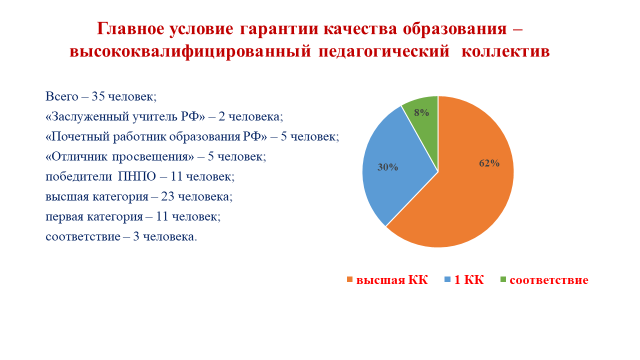 Главное условие гарантии качества образования –
высококвалифицированный педагогический коллектив
Всего – 35 человек;
«Заслуженный учитель РФ» – 2 человека;
«Почетный работник образования РФ» – 5 человек;
«Отличник просвещения» – 5 человек;
победители ПНПО – 11 человек;
высшая категория – 23 человека;
первая категория – 11 человек;
соответствие – 3 человека.
8%
30%
62%
высшая КК
1 КК
соответствие